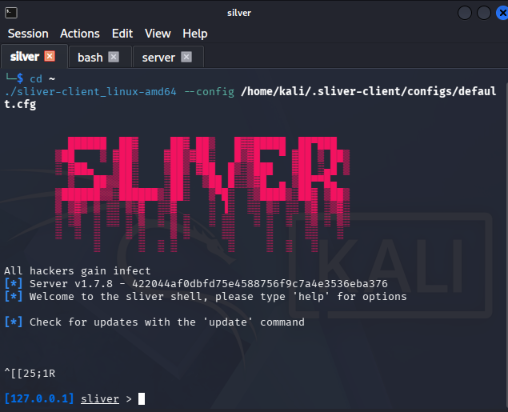 silver
Session Actions Edit View Help
silver bash server
└─$ cd ~
./sliver-client_linux-amd64 --config /home/kali/.sliver-client/configs/defaul
t.cfg
SLIVER
All hackers gain infect
[*] Server v1.7.8 - 422044af0dbfd75e4588756f9c7a4e3536eba376
[*] Welcome to the sliver shell, please type 'help' for options
[*] Check for updates with the 'update' command
^[[25;1R
[127.0.0.1] sliver >
KALI